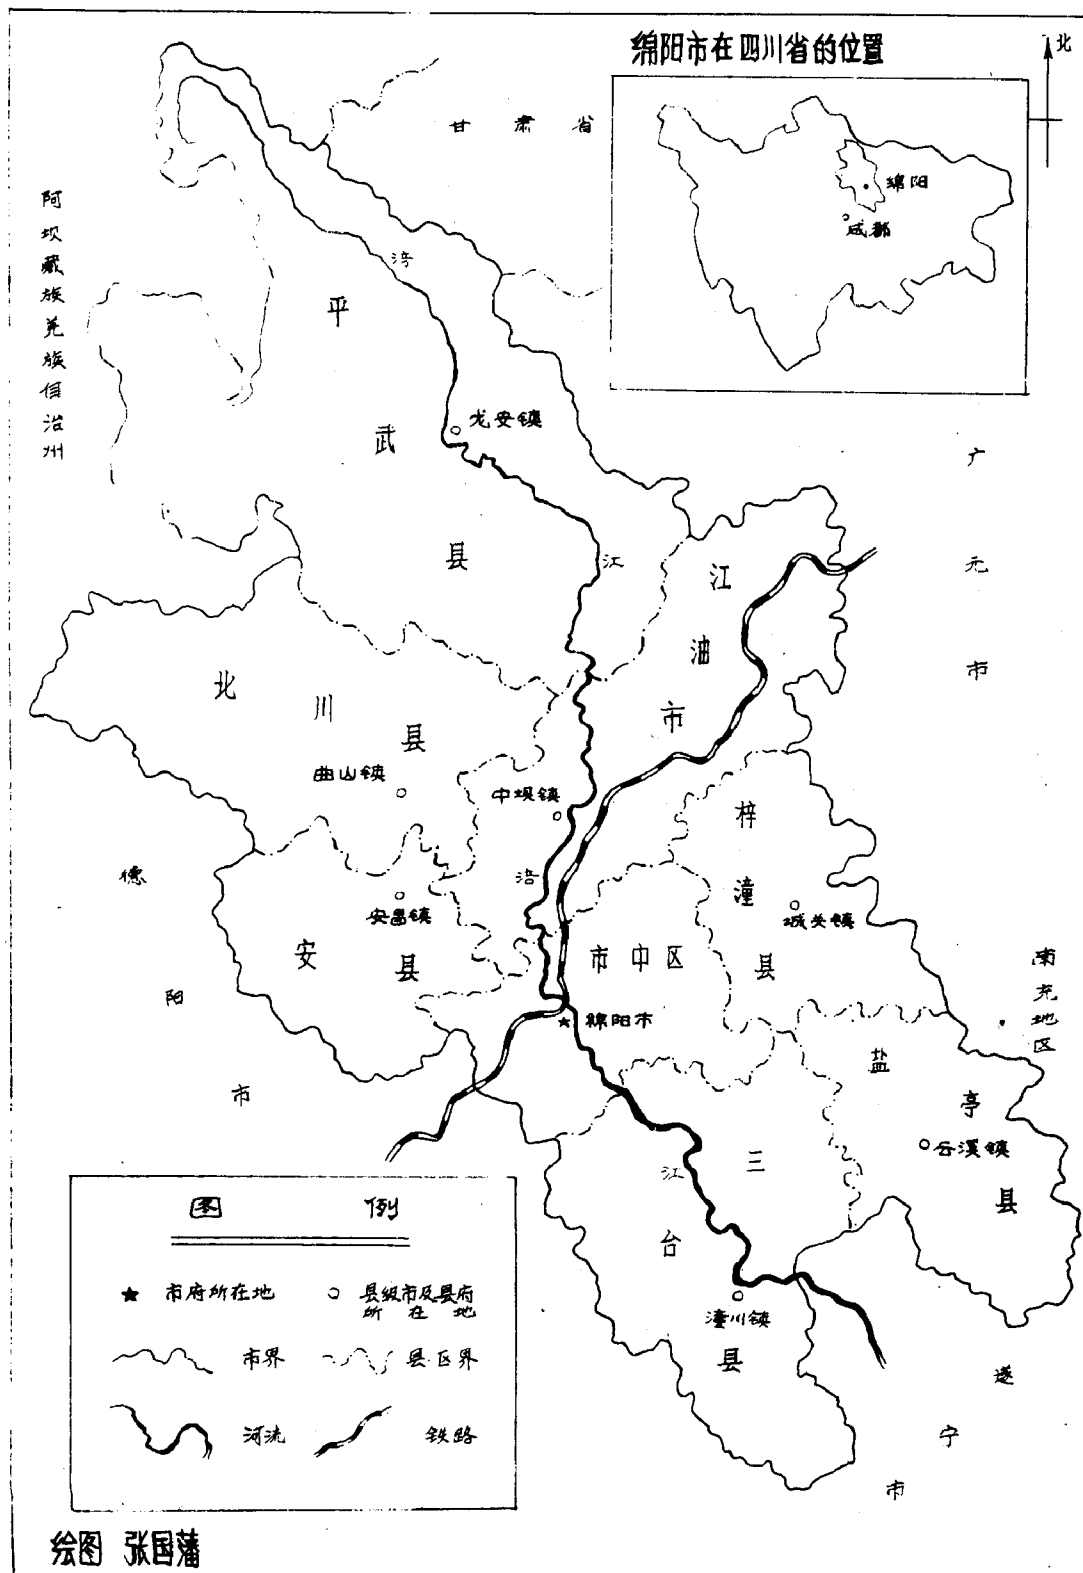 绵阳市在四川省的位置
北
绵阳
成都
甘肃省
阿坝藏族羌族自治州
涪
平
武
县
龙安镇
江
广
元
市
江
油
市
北
川
县
曲山镇
中坝镇
涪
梓
潼
县
城关镇
德
阳
市
安昌镇
安
县
市中区
绵阳市
南充地区
盐
亭
县
云溪镇
江
三
台
县
潼川镇
遂
宁
市
图 例
★ 市府所在地
○ 县级市及县府
所在地
市界
县区界
河流
铁路
绘图 张国藩